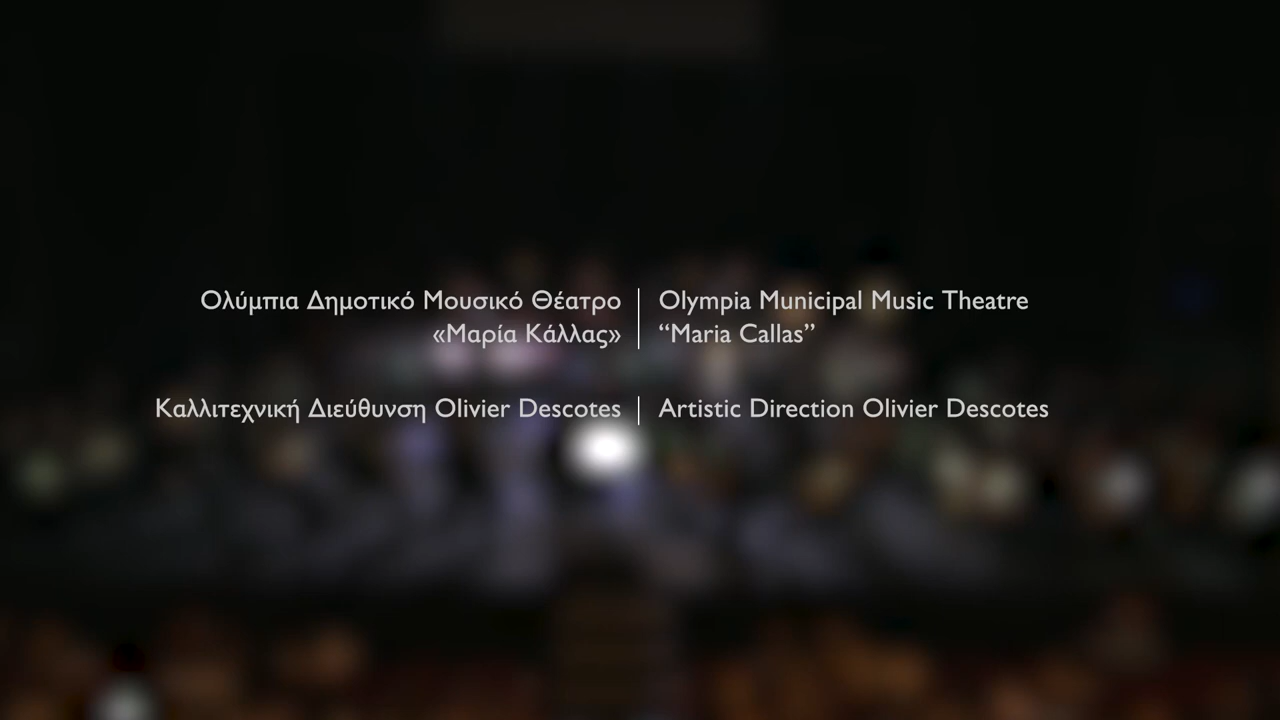 Ολύμπια Δημοτικό Μουσικό Θέατρο
«Μαρία Κάλλας»
Olympia Municipal Music Theatre
“Maria Callas”
Καλλιτεχνική Διεύθυνση Olivier Descotes
Artistic Direction Olivier Descotes